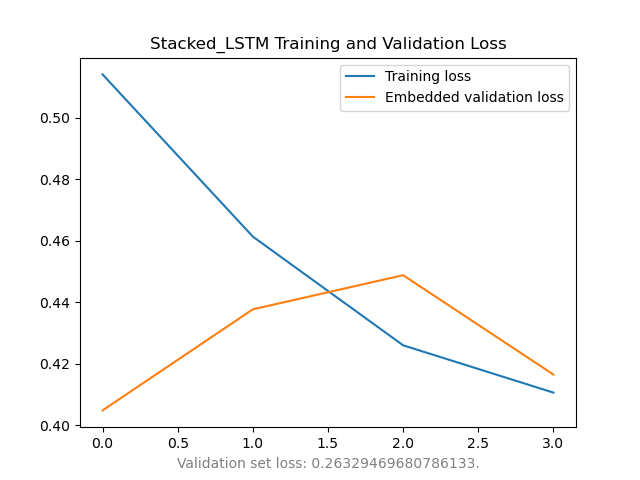 Stacked_LSTM Training and Validation Loss
Training loss
Embedded validation loss
0.50
0.48
0.46
0.44
0.42
0.40
0.0 0.5 1.0 1.5 2.0 2.5 3.0
Validation set loss: 0.26329469680786133.